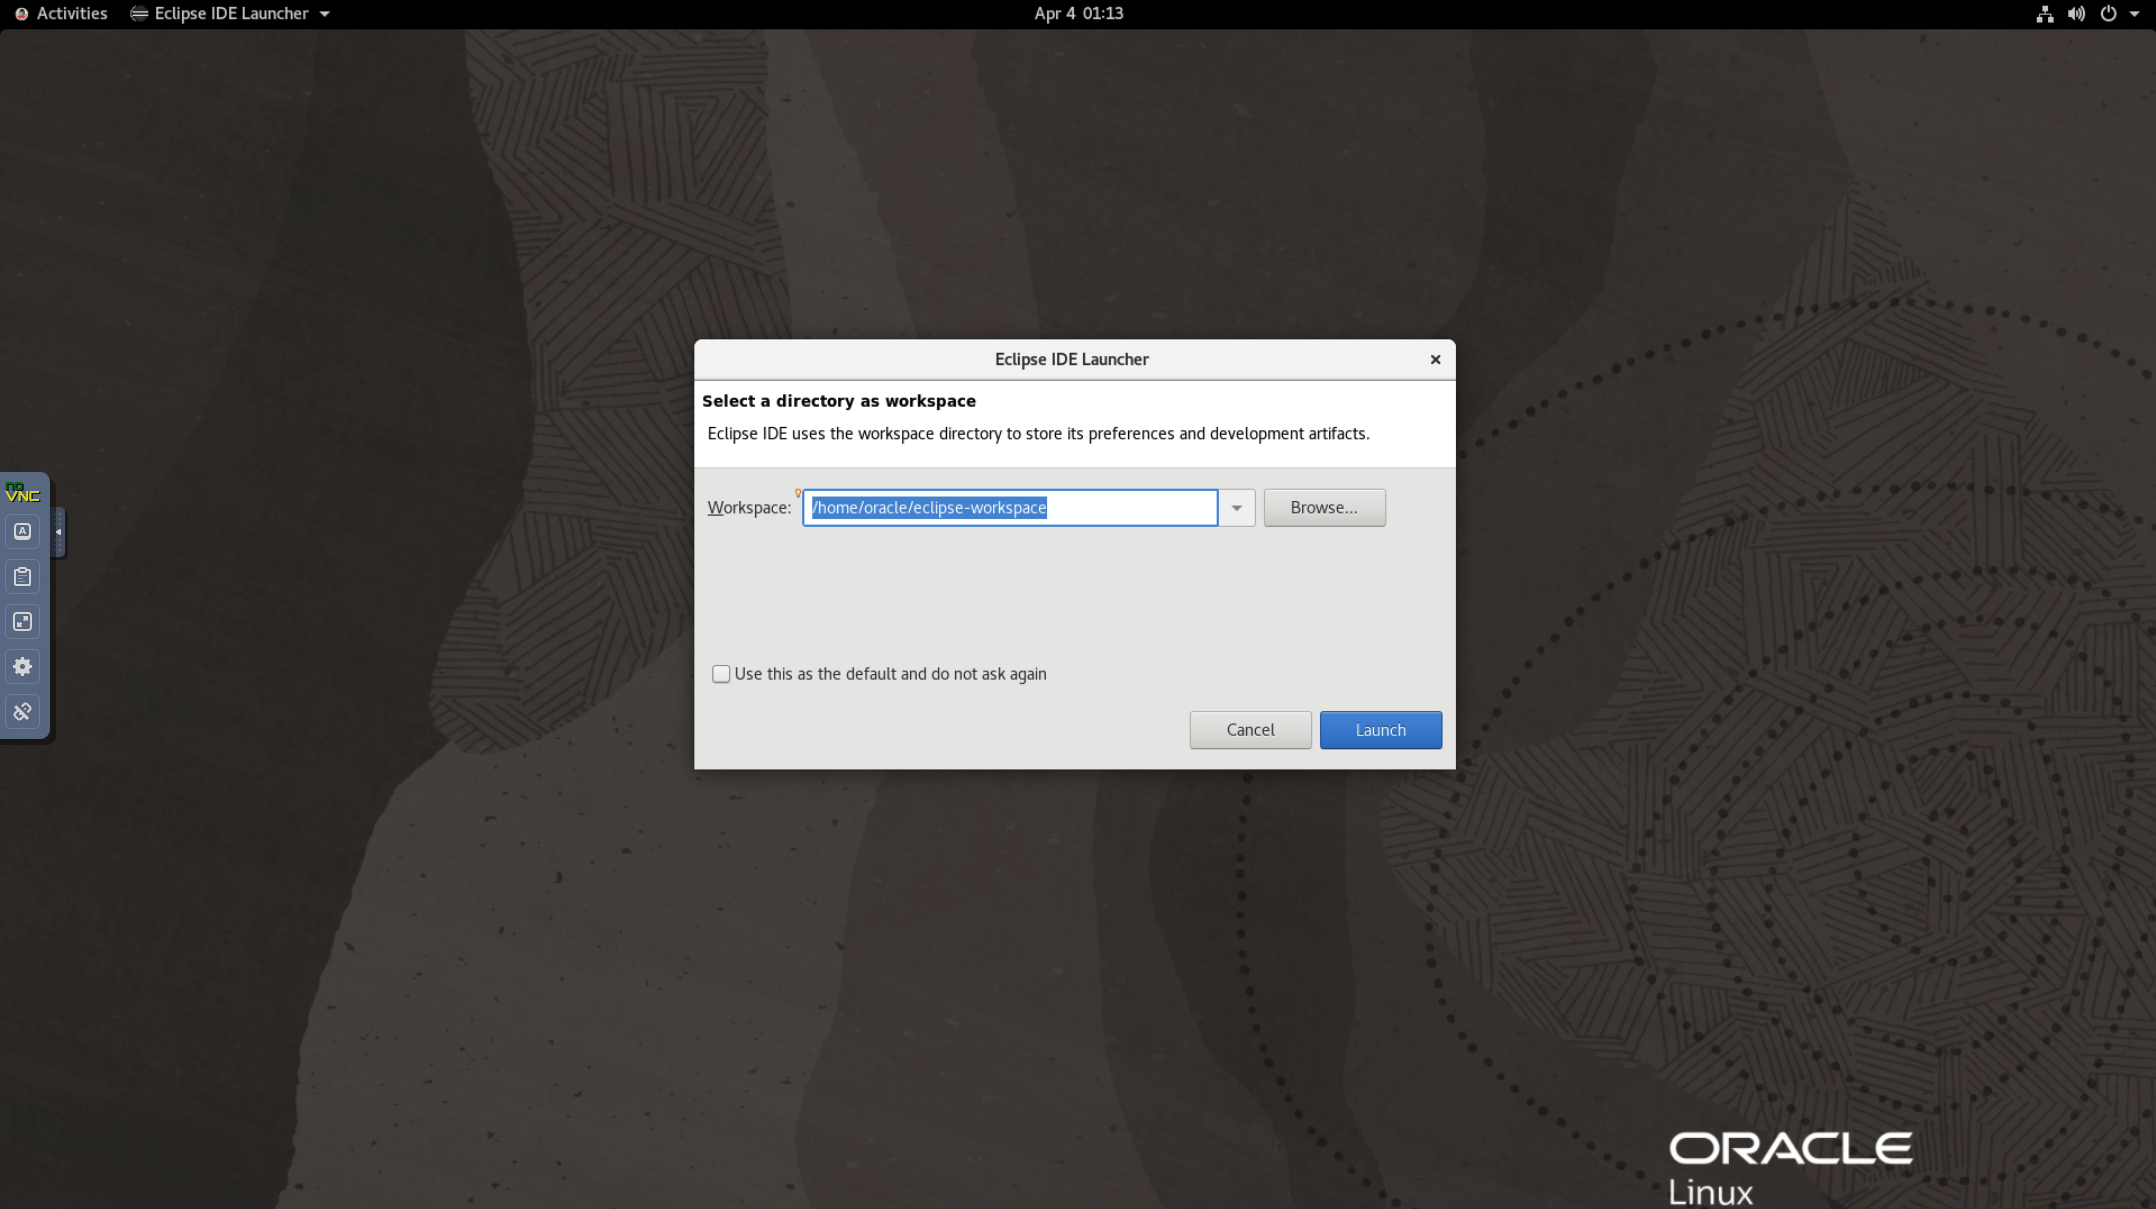 Activities
Eclipse IDE Launcher
Apr 4 01:13
Eclipse IDE Launcher
Select a directory as workspace
Eclipse IDE uses the workspace directory to store its preferences and development artifacts.
no
VNC
A
Workspace:
/home/oracle/eclipse-workspace
Browse...
Use this as the default and do not ask again
Cancel
Launch
ORACLE
Linux